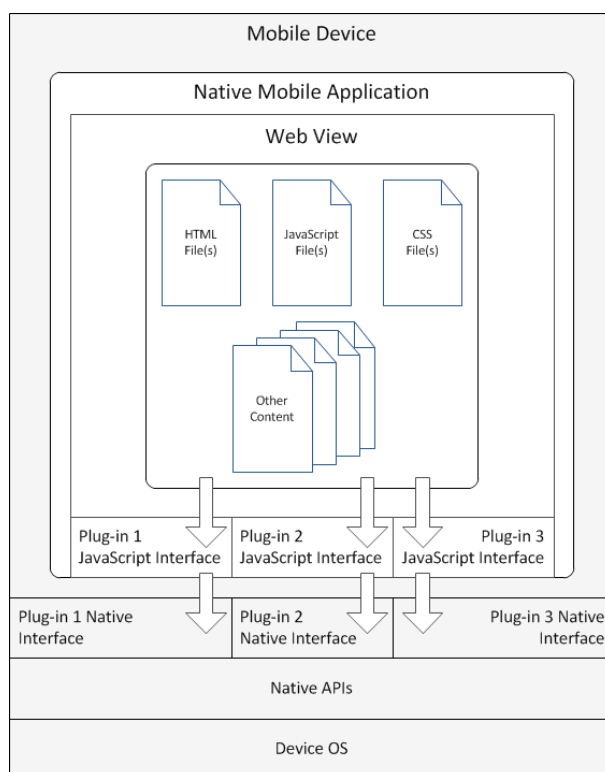 Mobile Device
Native Mobile Application
Web View
HTML
File(s)
JavaScript
File(s)
CSS
File(s)
Other
Content
Plug-in 1
JavaScript Interface
Plug-in 2
JavaScript Interface
Plug-in 3
JavaScript Interface
Plug-in 1 Native
Interface
Plug-in 2
Native Interface
Plug-in 3 Native
Interface
Native APIs
Device OS